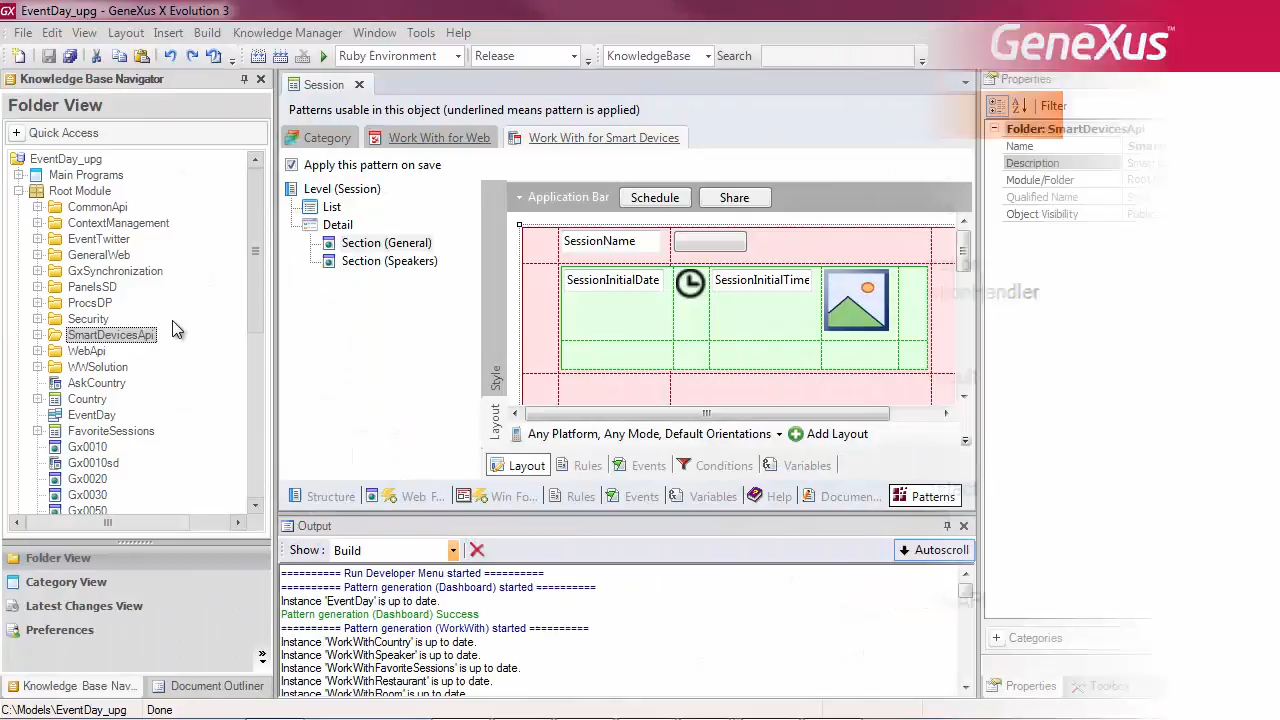 EventDay_upg - GeneXus X Evolution 3
File Edit View Layout Insert Build Knowledge Manager Window Tools Help
Ruby Environment Release KnowledgeBase Search
GeneXus™
Knowledge Base Navigator
Folder View
Quick Access
EventDay_upg
Main Programs
Root Module
CommonApi
ContextManagement
EventTwitter
GeneralWeb
GxSynchronization
PanelsSD
ProcsDP
Security
SmartDevicesApi
WebApi
WWSolution
AskCountry
Country
EventDay
FavoriteSessions
Gx0010
Gx0010sd
Gx0020
Gx0030
Gx0050
Folder View
Category View
Latest Changes View
Preferences
Knowledge Base Nav...
Document Outliner
Session
Patterns usable in this object (underlined means pattern is applied)
Category
Work With for Web
Work With for Smart Devices
Apply this pattern on save
Level (Session)
List
Detail
Section (General)
Section (Speakers)
Application Bar
Schedule
Share
SessionName
SessionInitialDate
SessionInitialTime
Style
Layout
Any Platform, Any Mode, Default Orientations
Add Layout
Layout Rules Events Conditions Variables
Structure Web F... Win Fo... Rules Events Variables Help Documen... Patterns
Output
Show : Build
Autoscroll
========== Run Developer Menu started ==========
========== Pattern generation (Dashboard) started ==========
Instance 'EventDay' is up to date.
Pattern generation (Dashboard) Success
========== Pattern generation (WorkWith) started ==========
Instance 'WorkWithCountry' is up to date.
Instance 'WorkWithSpeaker' is up to date.
Instance 'WorkWithFavoriteSessions' is up to date.
Instance 'WorkWithRestaurant' is up to date.
Instance 'WorkWithRoom' is up to date.
Properties
Filter
Folder: SmartDevicesApi
Name
Description
Module/Folder
Qualified Name
Object Visibility
Categories
Properties
Toolbox
C:\Models\EventDay_upg
Done